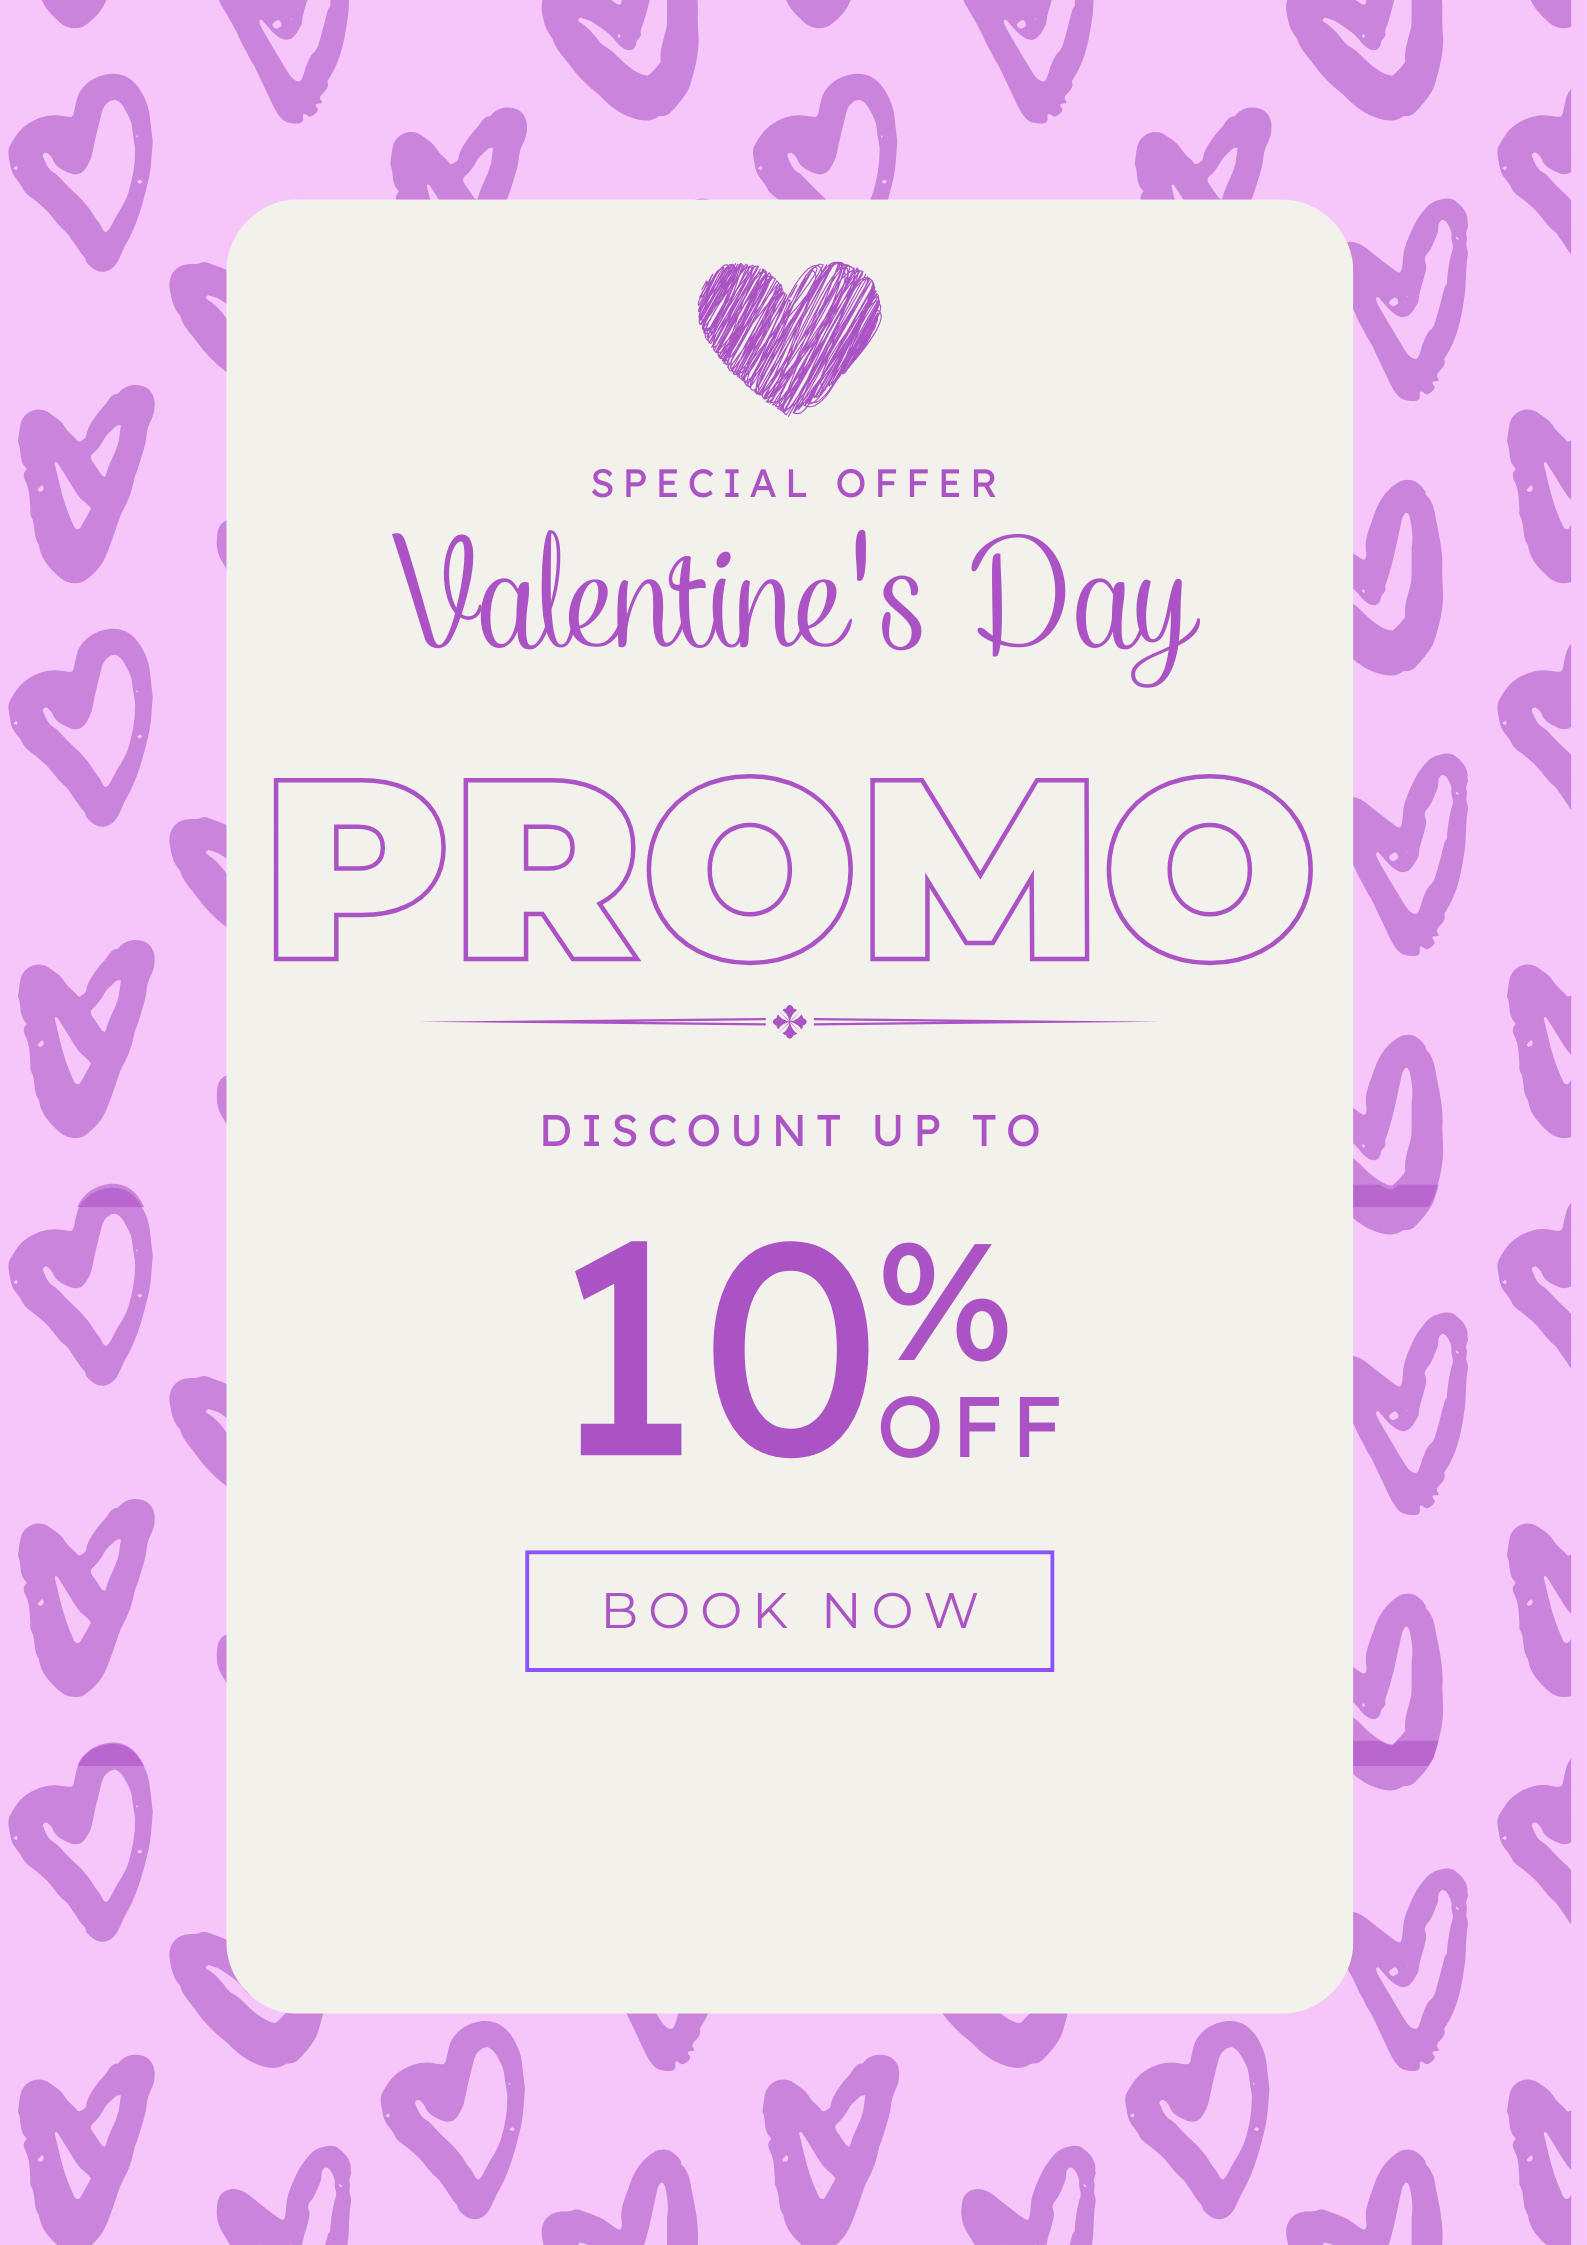 SPECIAL OFFER
Valentine's Day
PROMO
DISCOUNT UP TO
10%
OFF
BOOK NOW